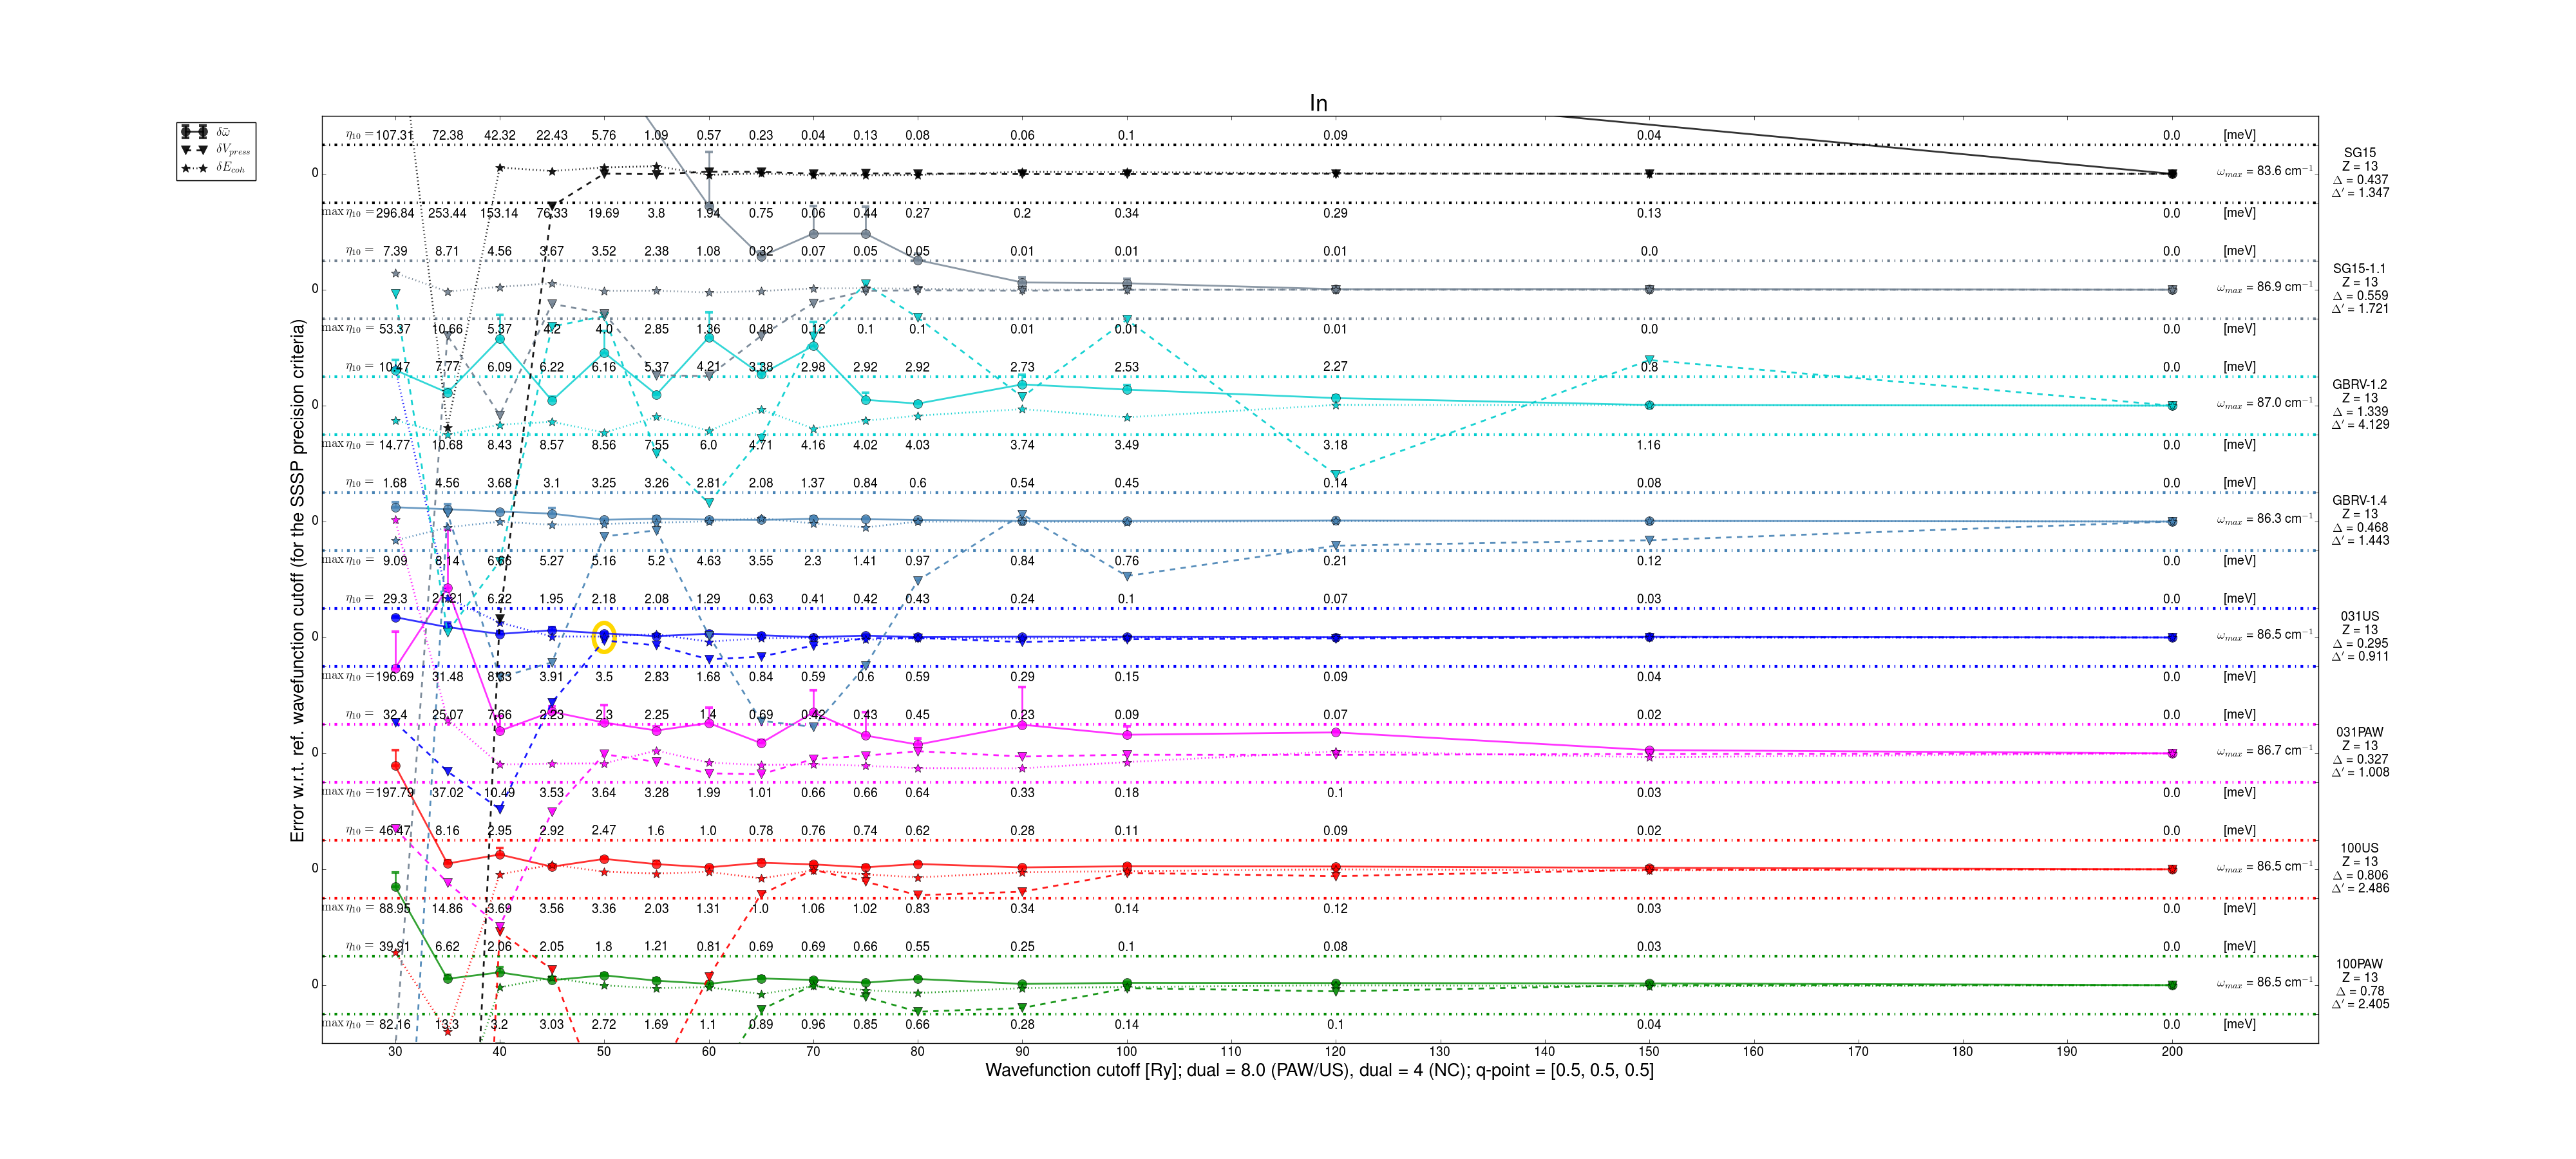 In
δω̄
δV_press
δE_coh
Error w.r.t. ref. wavefunction cutoff (for the SSSP precision criteria)
η₁₀ = 107.31 72.38 42.32 22.43 5.76 1.09 0.57 0.23 0.04 0.13 0.08 0.06 0.1 0.09 0.04 0.0 [meV]
0 ω_max = 83.6 cm⁻¹
max η₁₀ = 296.84 253.44 153.14 76.33 19.69 3.8 1.94 0.75 0.06 0.44 0.27 0.2 0.34 0.29 0.13 0.0 [meV]
SG15
Z = 13
Δ = 0.437
Δ′ = 1.347
η₁₀ = 7.39 8.71 4.56 3.67 3.52 2.38 1.08 0.32 0.07 0.05 0.05 0.01 0.01 0.01 0.0 0.0 [meV]
0 ω_max = 86.9 cm⁻¹
max η₁₀ = 53.37 10.66 5.37 4.2 4.0 2.85 1.36 0.48 0.12 0.1 0.1 0.01 0.01 0.01 0.0 0.0 [meV]
SG15-1.1
Z = 13
Δ = 0.559
Δ′ = 1.721
η₁₀ = 10.47 7.77 6.09 6.22 6.16 5.37 4.21 3.38 2.98 2.92 2.92 2.73 2.53 2.27 0.8 0.0 [meV]
0 ω_max = 87.0 cm⁻¹
max η₁₀ = 14.77 10.68 8.43 8.57 8.56 7.55 6.0 4.71 4.16 4.02 4.03 3.74 3.49 3.18 1.16 0.0 [meV]
GBRV-1.2
Z = 13
Δ = 1.339
Δ′ = 4.129
η₁₀ = 1.68 4.56 3.68 3.1 3.25 3.26 2.81 2.08 1.37 0.84 0.6 0.54 0.45 0.14 0.08 0.0 [meV]
0 ω_max = 86.3 cm⁻¹
max η₁₀ = 9.09 8.14 5.27 5.16 5.2 4.63 3.55 2.3 1.41 0.97 0.84 0.76 0.21 0.12 0.0 [meV]
GBRV-1.4
Z = 13
Δ = 0.468
Δ′ = 1.443
η₁₀ = 29.3 6.22 1.95 2.18 2.08 1.29 0.63 0.41 0.42 0.43 0.24 0.1 0.07 0.03 0.0 [meV]
0 ω_max = 86.5 cm⁻¹
max η₁₀ = 196.69 31.48 3.91 3.5 2.83 1.68 0.84 0.59 0.6 0.59 0.29 0.15 0.09 0.04 0.0 [meV]
031US
Z = 13
Δ = 0.295
Δ′ = 0.911
η₁₀ = 32.4 25.07 7.66 2.23 2.3 2.25 1.4 0.69 0.42 0.43 0.45 0.23 0.09 0.07 0.02 0.0 [meV]
0 ω_max = 86.7 cm⁻¹
max η₁₀ = 197.79 37.02 10.49 3.53 3.64 3.28 1.99 1.01 0.66 0.66 0.64 0.33 0.18 0.1 0.03 0.0 [meV]
031PAW
Z = 13
Δ = 0.327
Δ′ = 1.008
η₁₀ = 46.47 8.16 2.95 2.92 2.47 1.6 1.0 0.78 0.76 0.74 0.62 0.28 0.11 0.09 0.02 0.0 [meV]
0 ω_max = 86.5 cm⁻¹
max η₁₀ = 88.95 14.86 3.69 3.56 3.36 2.03 1.31 1.0 1.06 1.02 0.83 0.34 0.14 0.12 0.03 0.0 [meV]
100US
Z = 13
Δ = 0.806
Δ′ = 2.486
η₁₀ = 39.91 6.62 2.06 2.05 1.8 1.21 0.81 0.69 0.69 0.66 0.55 0.25 0.1 0.08 0.03 0.0 [meV]
0 ω_max = 86.5 cm⁻¹
max η₁₀ = 82.16 13.3 3.2 3.03 2.72 1.69 1.1 0.89 0.96 0.85 0.66 0.28 0.14 0.1 0.04 0.0 [meV]
100PAW
Z = 13
Δ = 0.78
Δ′ = 2.405
30 40 50 60 70 80 90 100 110 120 130 140 150 160 170 180 190 200
Wavefunction cutoff [Ry]; dual = 8.0 (PAW/US), dual = 4 (NC); q-point = [0.5, 0.5, 0.5]